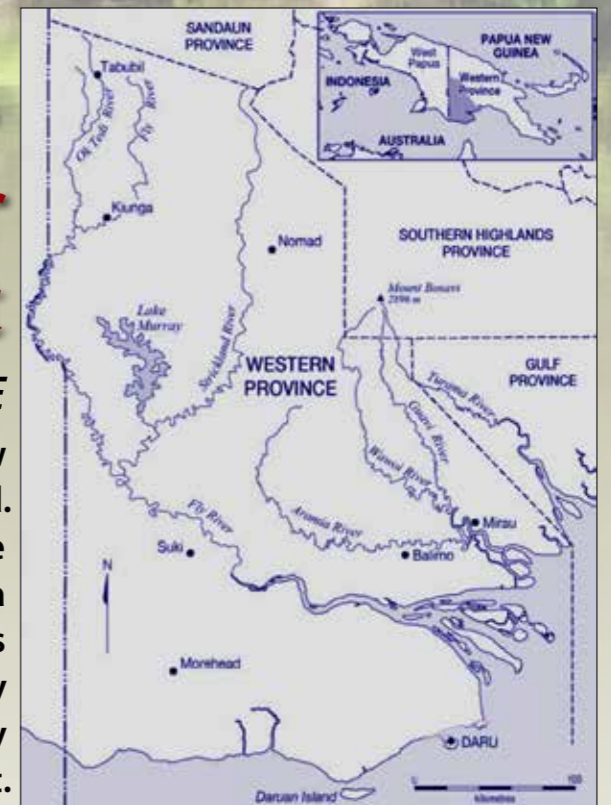 SANDAUN
PROVINCE
PAPUA NEW
GUINEA
West
Papua
Western
Province
INDONESIA
AUSTRALIA
Tabubil
Ok Tedi River
Fly River
Kiunga
Nomad
SOUTHERN HIGHLANDS
PROVINCE
Mount Bosavi
Lake
Murray
Strickland River
WESTERN
PROVINCE
GULF
PROVINCE
Turama River
Guavi River
Wawoi River
Aramia River
Fly River
Suki
Balimo
N
Morehead
DARU
Daruan Island
0
100
kilometres